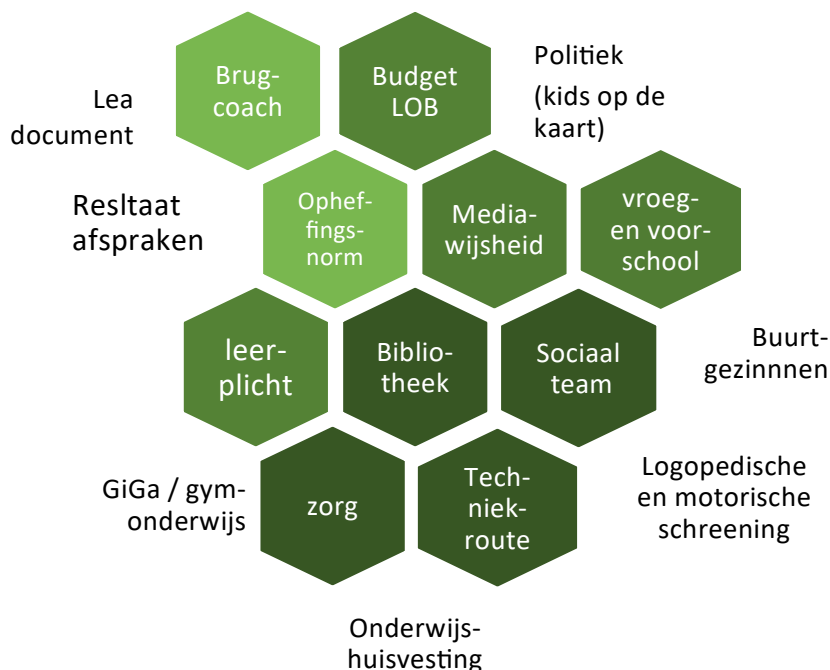 Brug-
coach
Budget
LOB
Politiek
(kids op de
kaart)
Lea
document
Resltaat
afspraken
Ophef-
fings-
norm
Media-
wijsheid
vroeg-
en voor-
school
leer-
plicht
Biblio-
theek
Sociaal
team
Buurt-
gezinnnen
GiGa / gym-
onderwijs
zorg
Tech-
niek-
route
Logopedische
en motorische
schreening
Onderwijs-
huisvesting